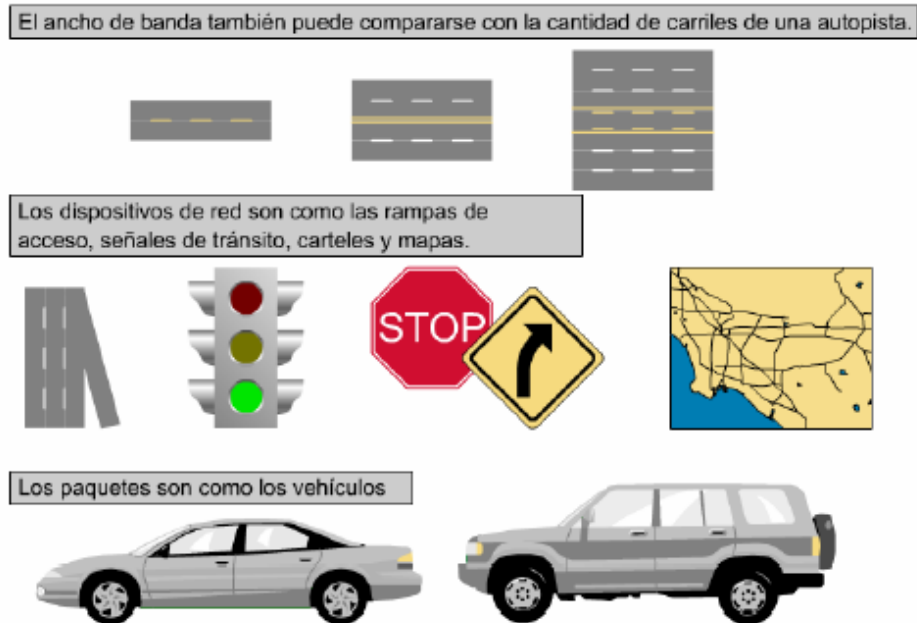 El ancho de banda también puede compararse con la cantidad de carriles de una autopista.
Los dispositivos de red son como las rampas de
acceso, señales de tránsito, carteles y mapas.
STOP
Los paquetes son como los vehículos